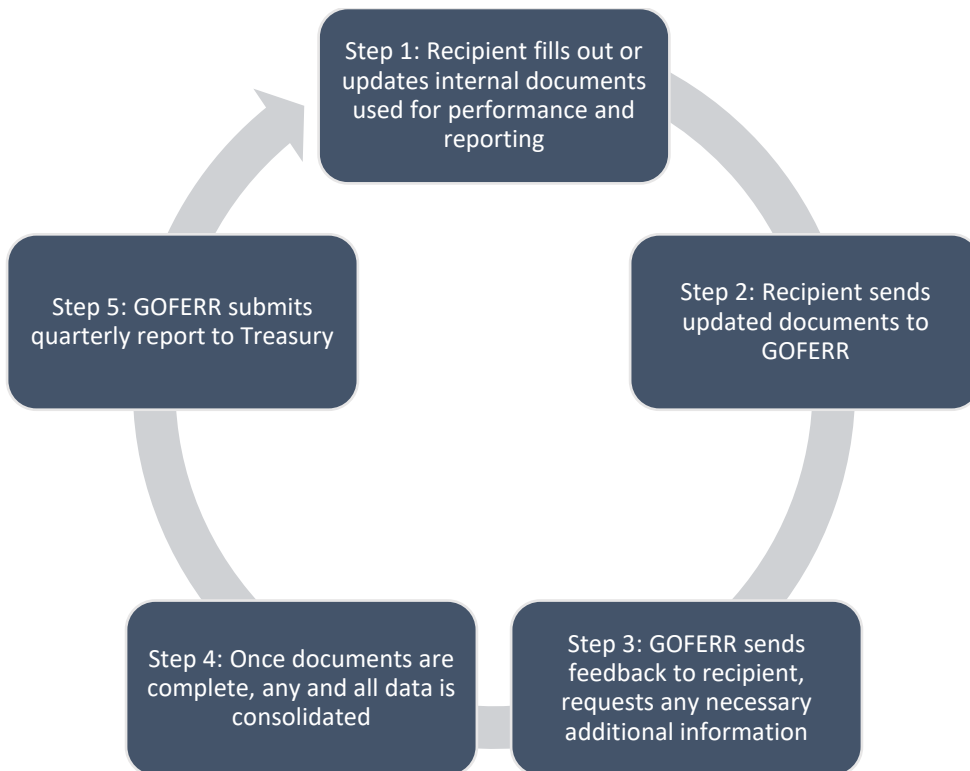 Step 1: Recipient fills out or
updates internal documents
used for performance and
reporting
Step 2: Recipient sends
updated documents to
GOFERR
Step 3: GOFERR sends
feedback to recipient,
requests any necessary
additional information
Step 4: Once documents are
complete, any and all data is
consolidated
Step 5: GOFERR submits
quarterly report to Treasury